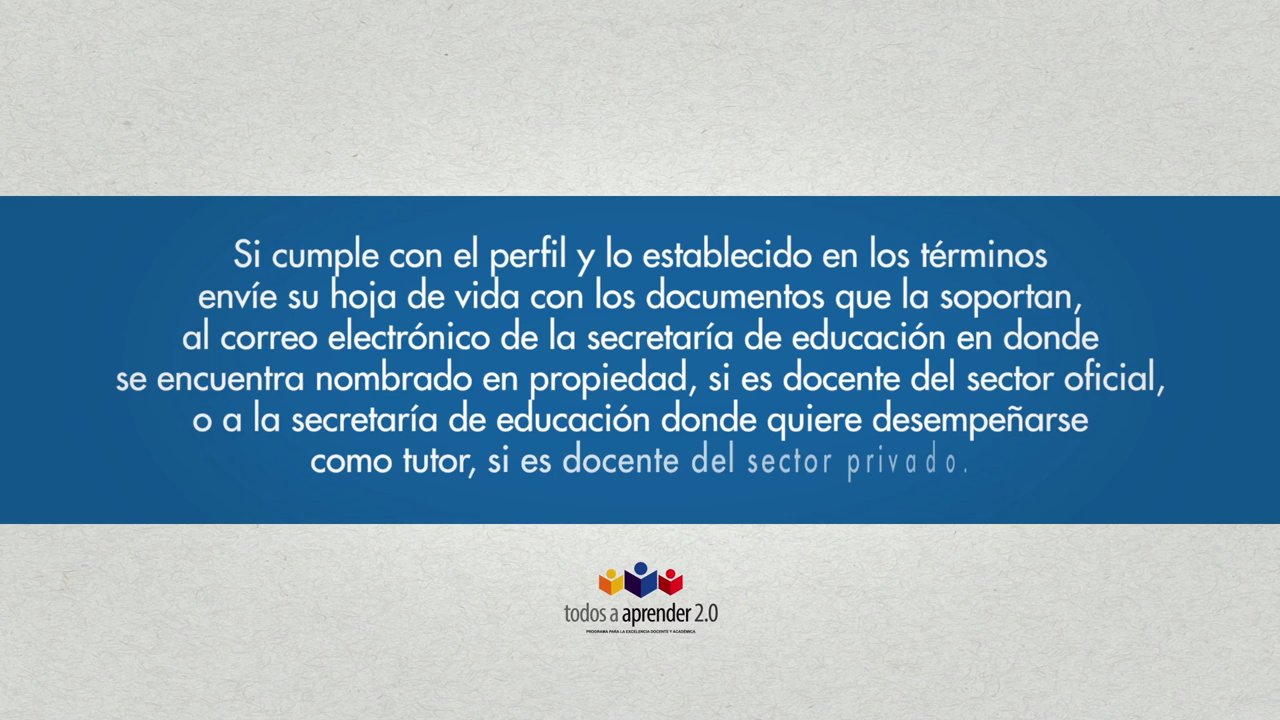 Si cumple con el perfil y lo establecido en los términos
envíe su hoja de vida con los documentos que la soportan,
al correo electrónico de la secretaría de educación en donde
se encuentra nombrado en propiedad, si es docente del sector oficial,
o a la secretaría de educación donde quiere desempeñarse
como tutor, si es docente del sector privado.
todos a aprender 2.0
PROGRAMA PARA LA EXCELENCIA DOCENTE Y ACADÉMICA